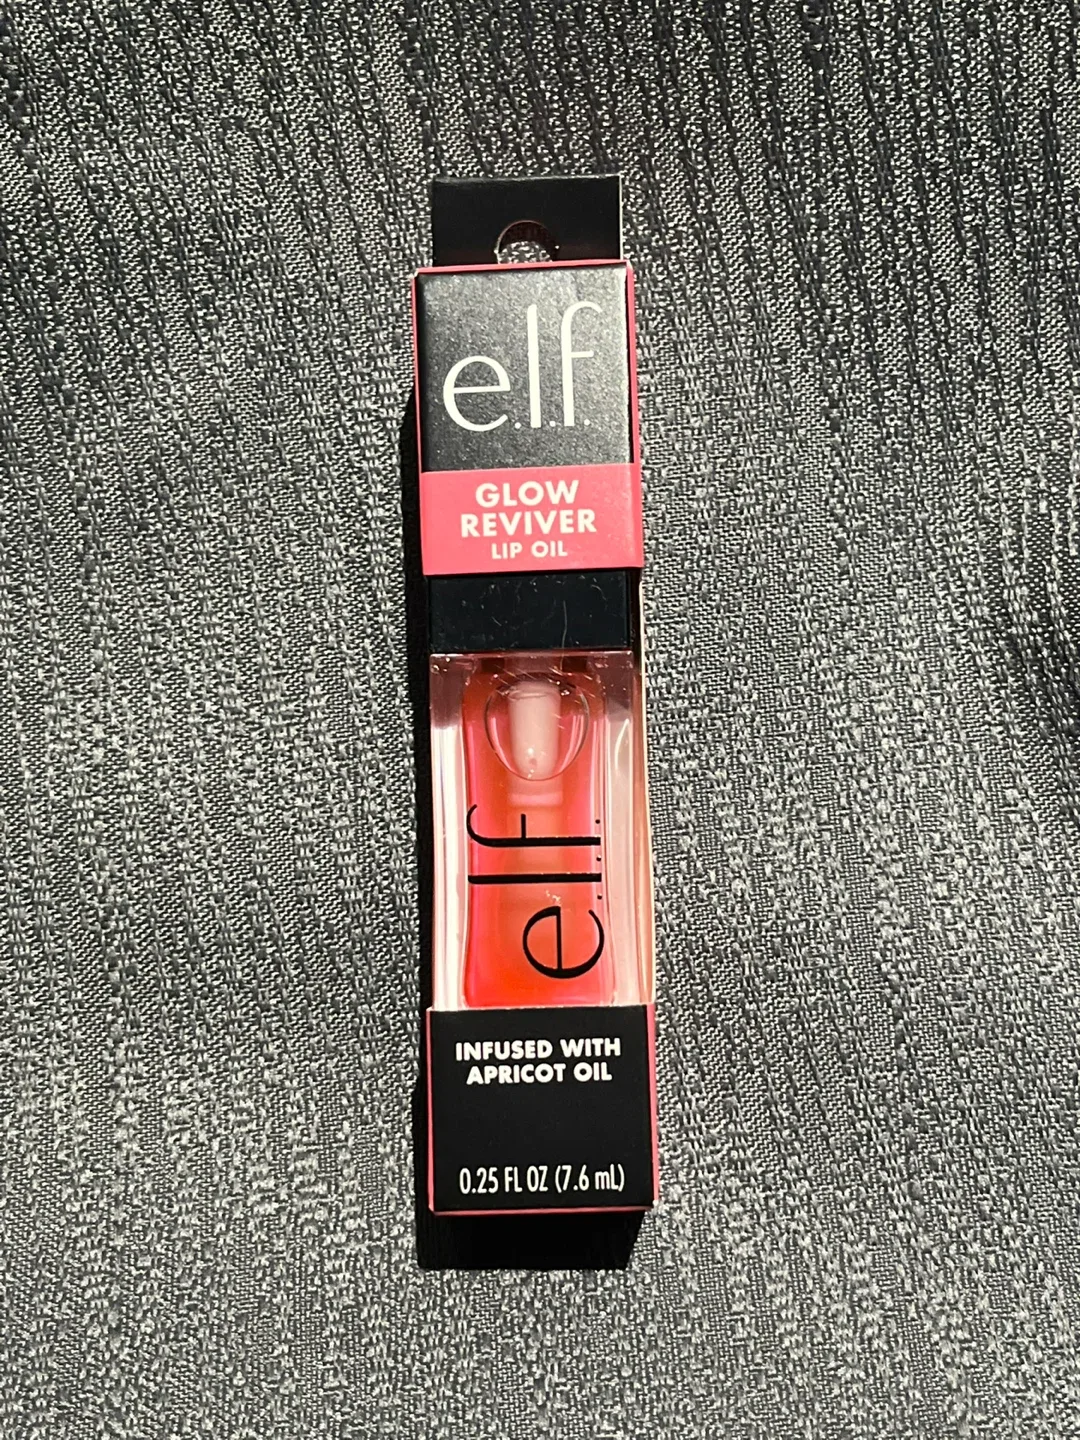 e.l.f.
GLOW
REVIVER
LIP OIL
e.l.f.
INFUSED WITH
APRICOT OIL
0.25 FL OZ (7.6 mL)